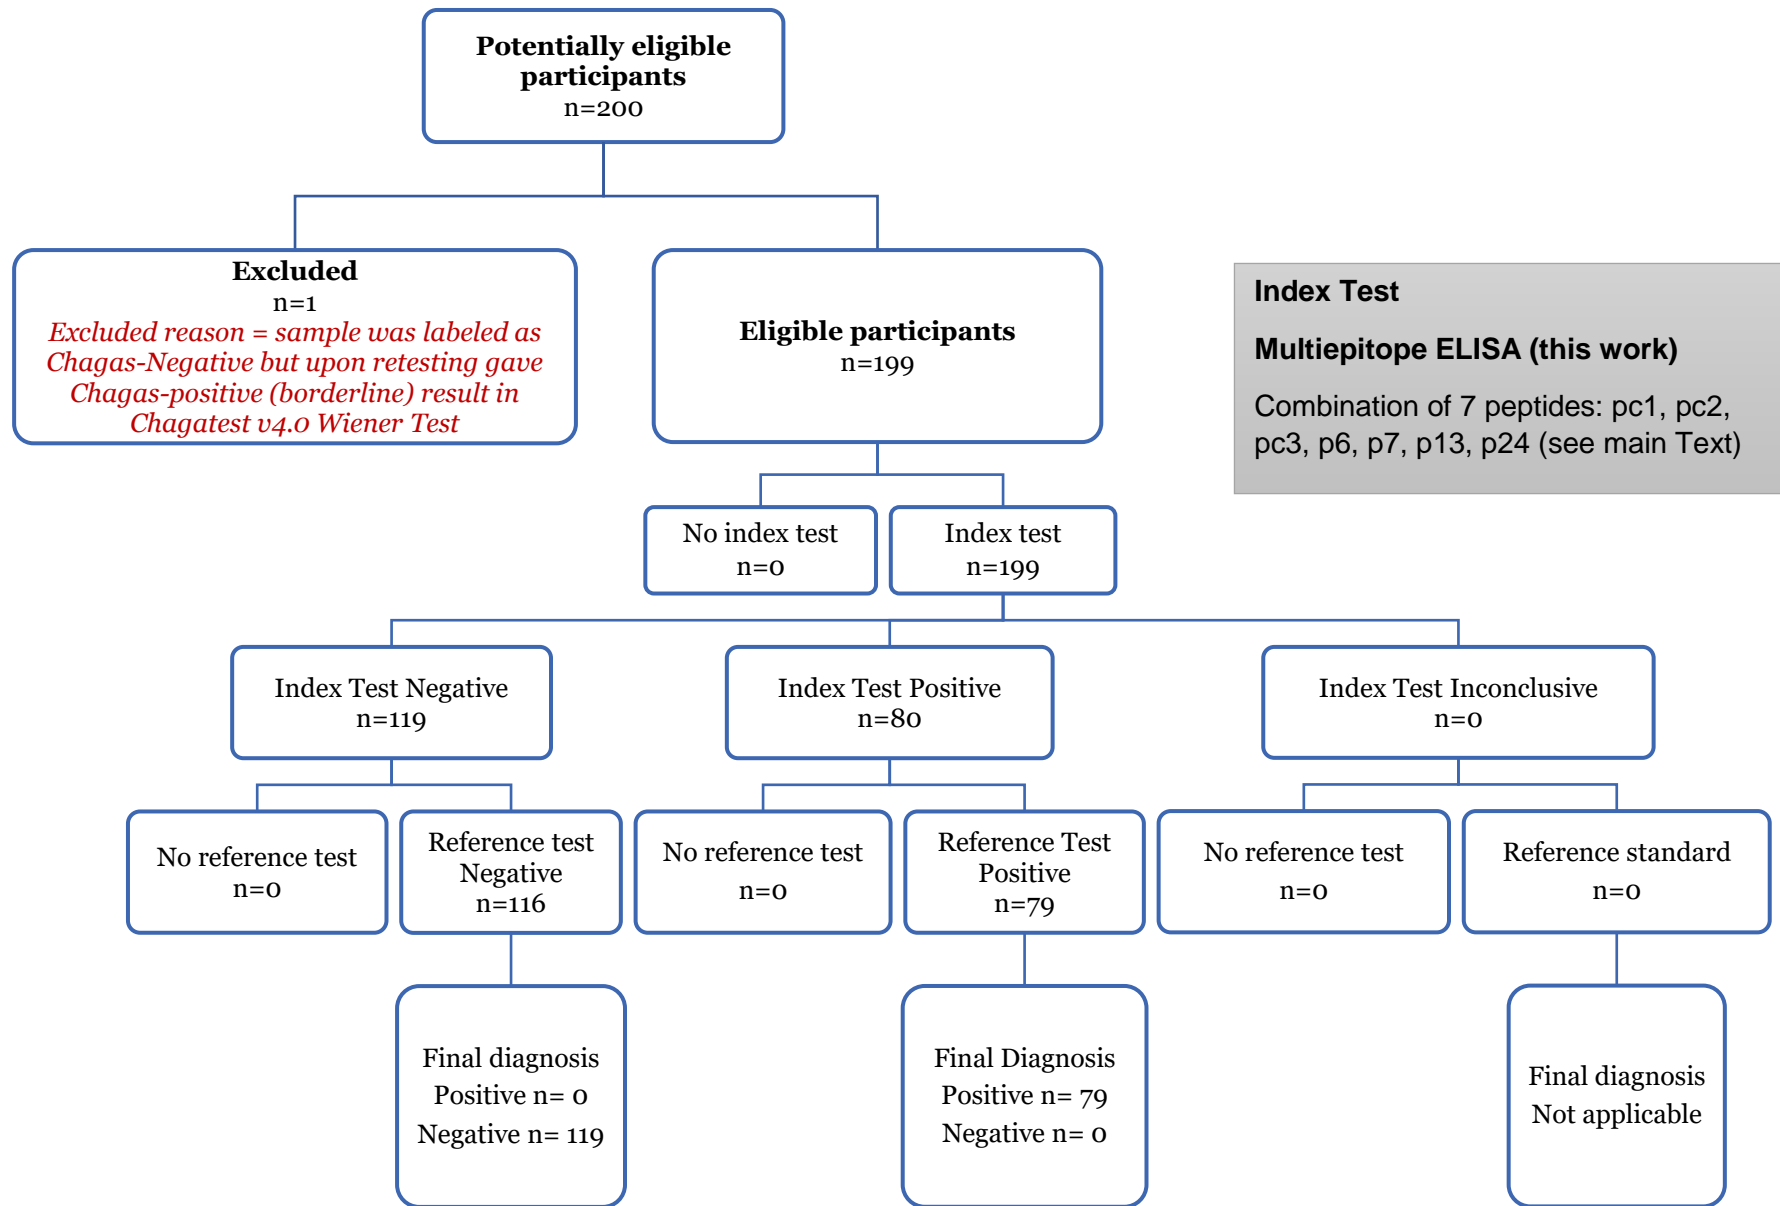 Potentially eligible
participants
n=200
Excluded
n=1
Excluded reason = sample was labeled as
Chagas-Negative but upon retesting gave
Chagas-positive (borderline) result in
Chagatest v4.0 Wiener Test
Eligible participants
n=199
Index Test
Multiepitope ELISA (this work)
Combination of 7 peptides: pc1, pc2,
pc3, p6, p7, p13, p24 (see main Text)
No index test
n=0
Index test
n=199
Index Test Negative
n=119
Index Test Positive
n=80
Index Test Inconclusive
n=0
No reference test
n=0
Reference test
Negative
n=116
No reference test
n=0
Reference Test
Positive
n=79
No reference test
n=0
Reference standard
n=0
Final diagnosis
Positive n= 0
Negative n= 119
Final Diagnosis
Positive n= 79
Negative n= 0
Final diagnosis
Not applicable